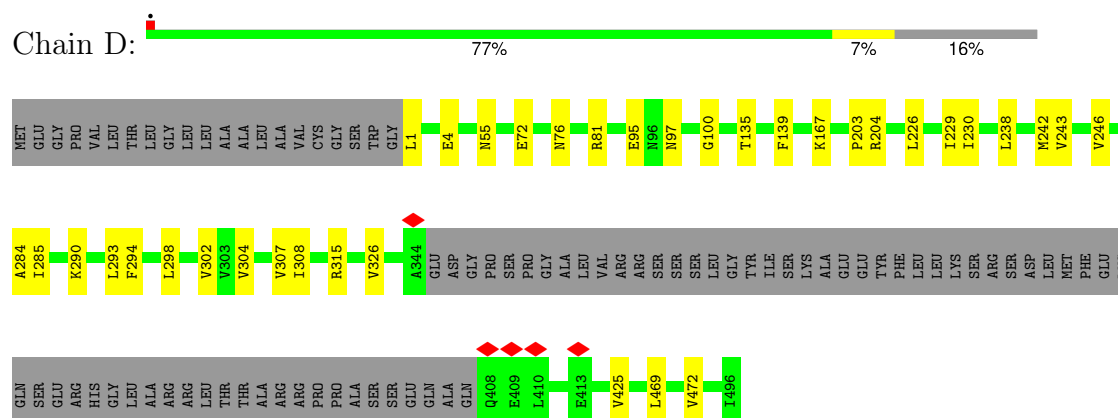 Chain D:
77% 7% 16%
MET GLU GLY PRO VAL LEU THR LEU GLY LEU LEU ALA ALA LEU ALA VAL CYS GLY SER TRP GLY L1 E4 N55 E72 N76 R81 E95 N96 N97 G100 T135 F139 K167 P203 R204 L226 I229 I230 L238 M242 V243 V246
A284 I285 K290 L293 F294 L298 V302 V303 V304 V307 I308 R315 V326 A344 GLU ASP GLY PRO SER PRO GLY ALA LEU VAL ARG ARG SER SER SER LEU GLY TYR ILE SER LYS ALA GLU GLU TYR PHE LEU LEU LYS SER ARG SER ASP LEU MET PHE GLU
GLN SER GLU ARG HIS GLY LEU ALA ARG ARG LEU THR THR ALA ARG ARG PRO PRO ALA SER SER GLU GLN ALA GLN Q408 E409 L410 E413 V425 L469 V472 I496